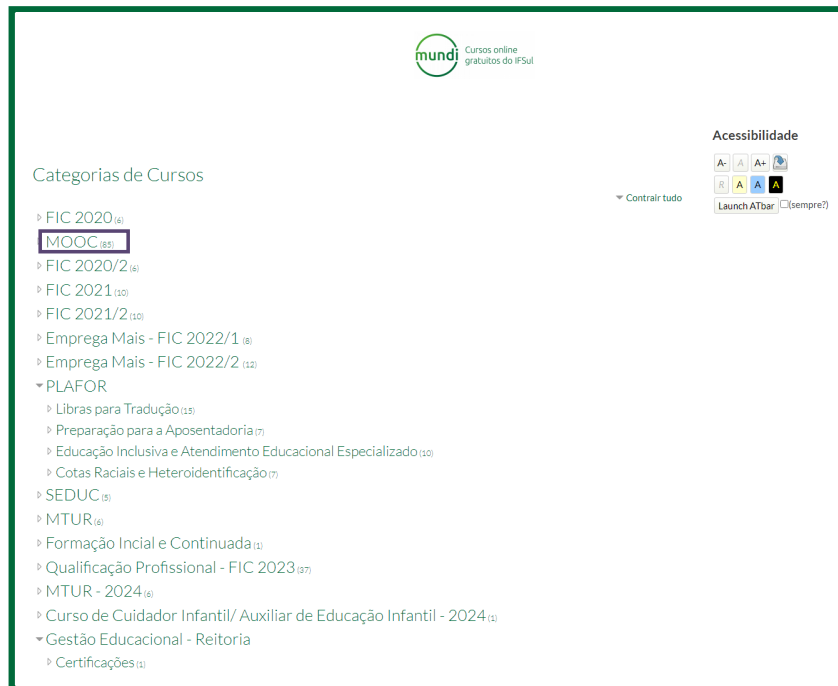 mundi Cursos online
gratuitos do IFSul
Acessibilidade
A- A A+
R A A A
Launch ATbar (sempre?)
Categorias de Cursos
Contrair tudo
FIC 2020 (6)
MOOC (85)
FIC 2020/2 (6)
FIC 2021 (10)
FIC 2021/2 (10)
Emprega Mais - FIC 2022/1 (8)
Emprega Mais - FIC 2022/2 (12)
PLAFOR
Libras para Tradução (15)
Preparação para a Aposentadoria (7)
Educação Inclusiva e Atendimento Educacional Especializado (10)
Cotas Raciais e Heteroidentificação (7)
SEDUC (5)
MTUR (6)
Formação Incial e Continuada (1)
Qualificação Profissional - FIC 2023 (37)
MTUR - 2024 (6)
Curso de Cuidador Infantil/ Auxiliar de Educação Infantil - 2024 (1)
Gestão Educacional - Reitoria
Certificações (1)